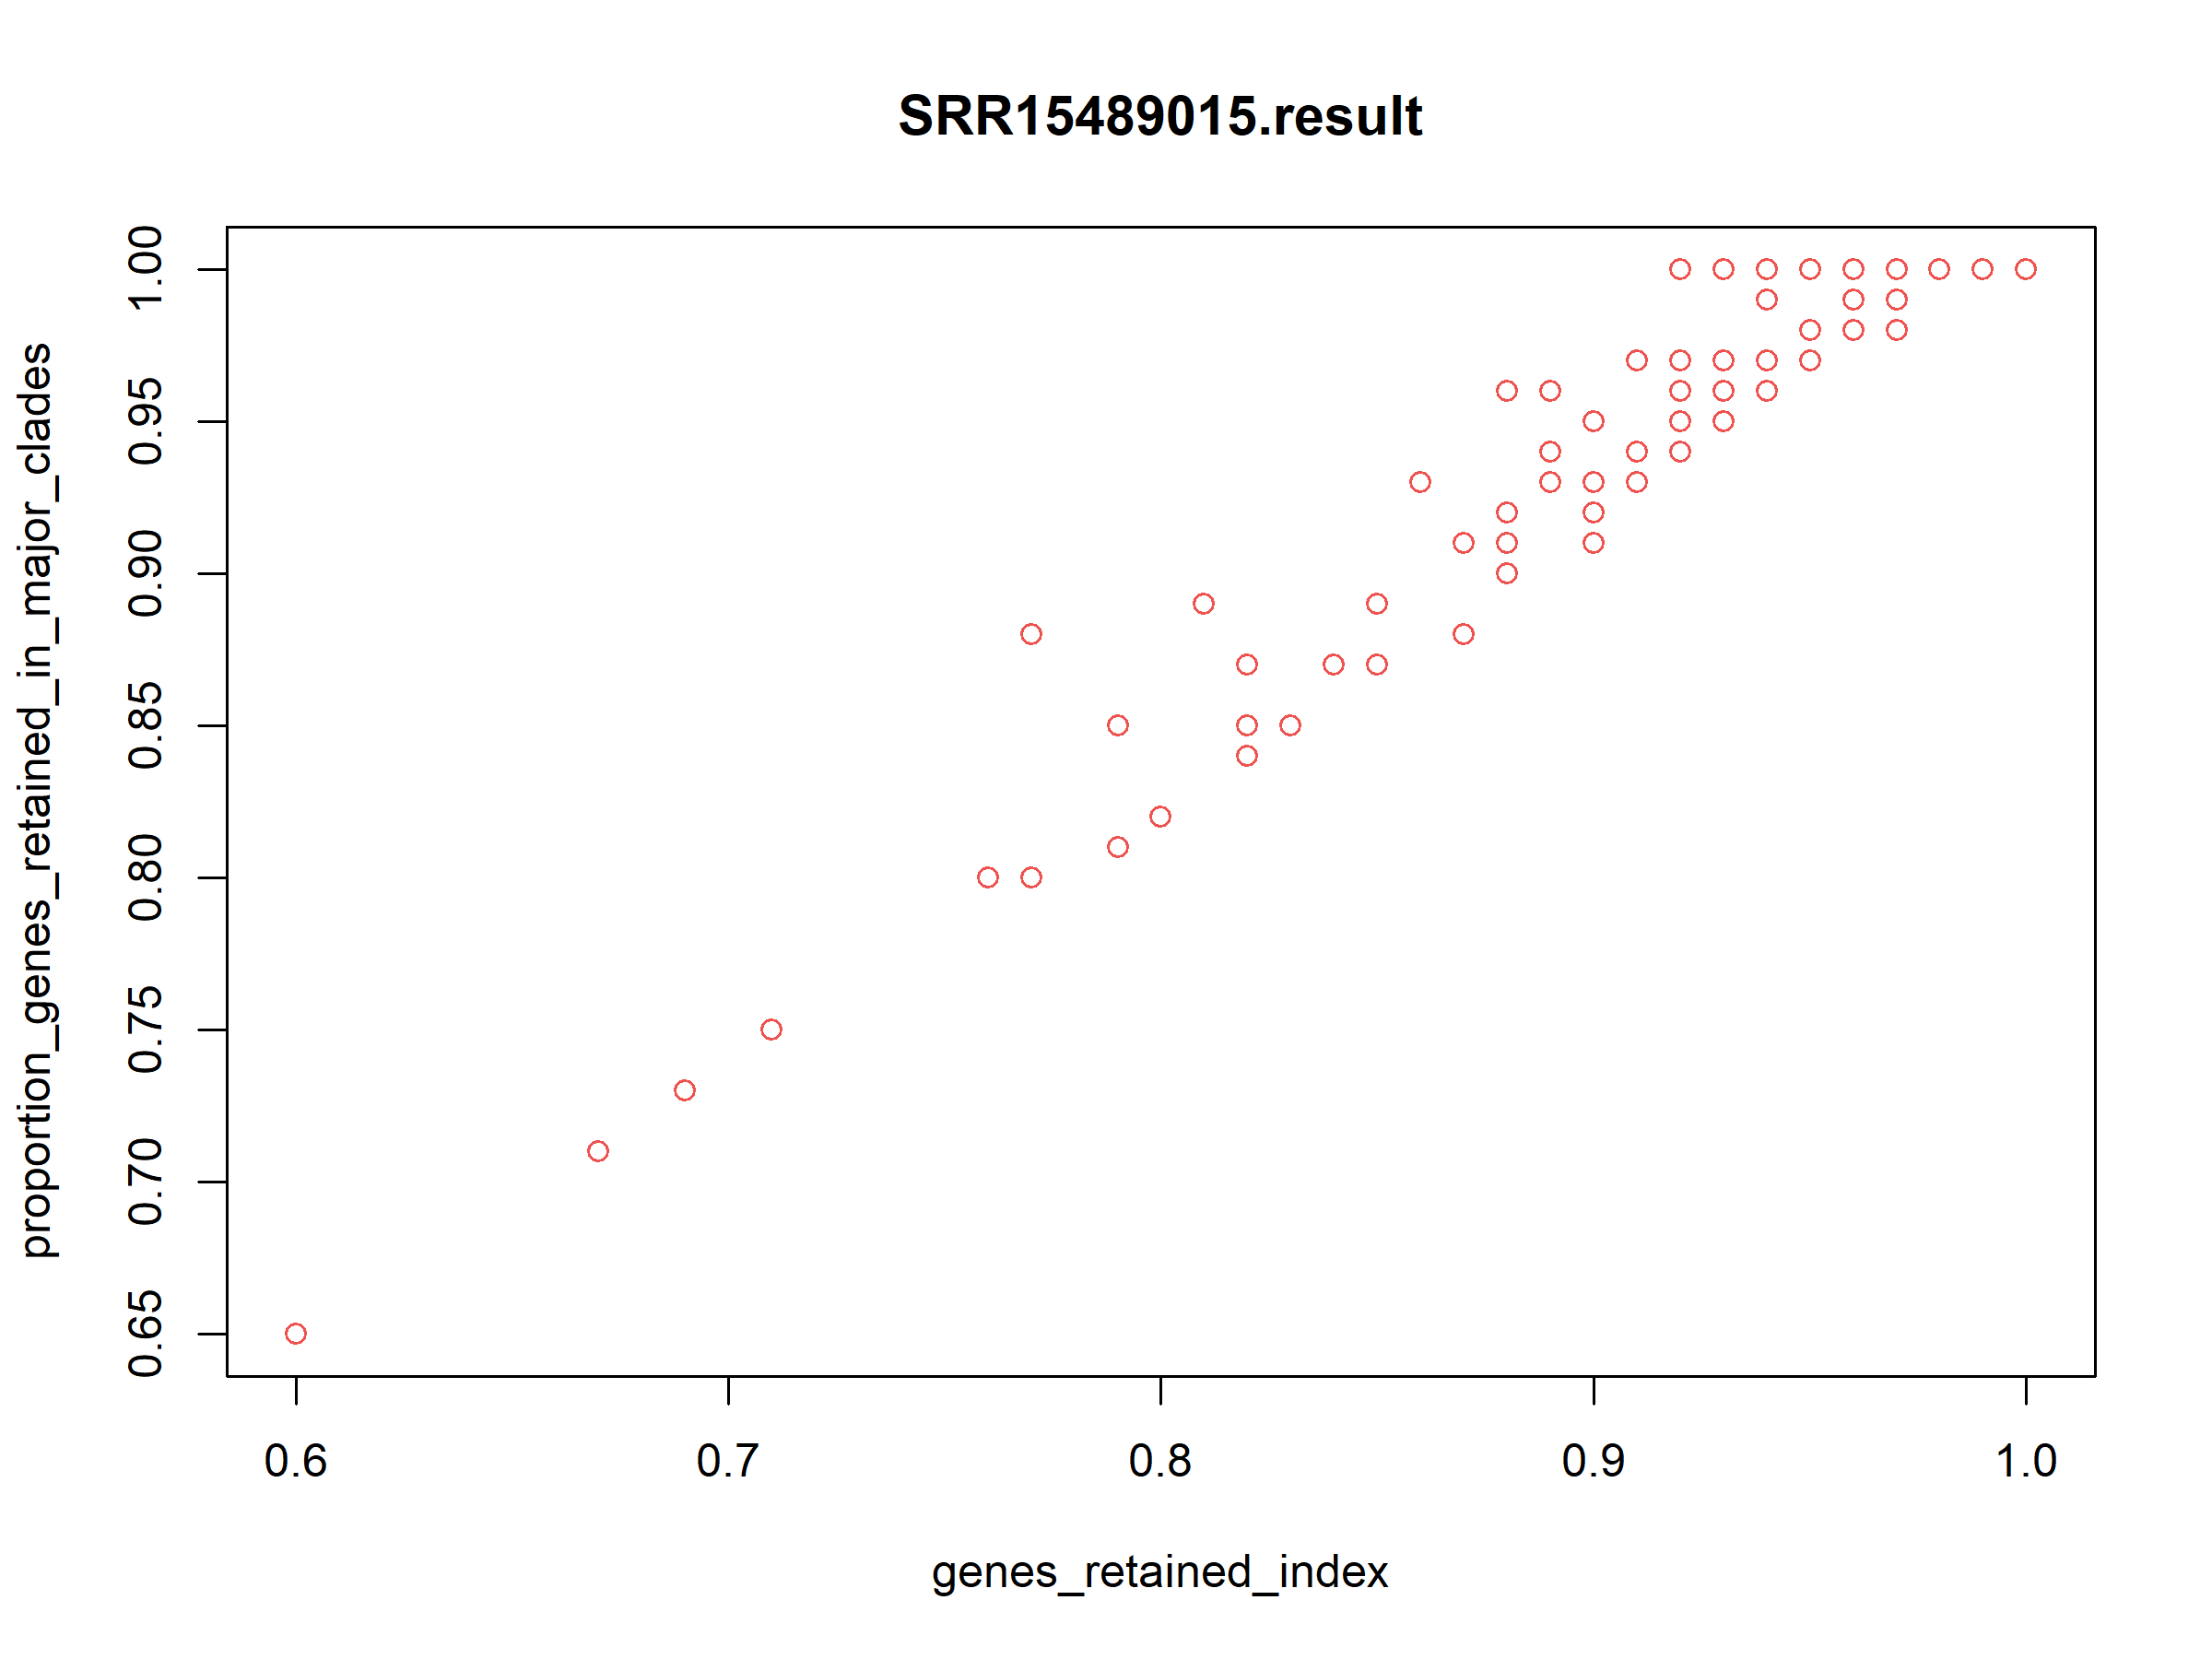 SRR15489015.result
proportion_genes_retained_in_major_clades
1.00
0.95
0.90
0.85
0.80
0.75
0.70
0.65
0.6 0.7 0.8 0.9 1.0
genes_retained_index